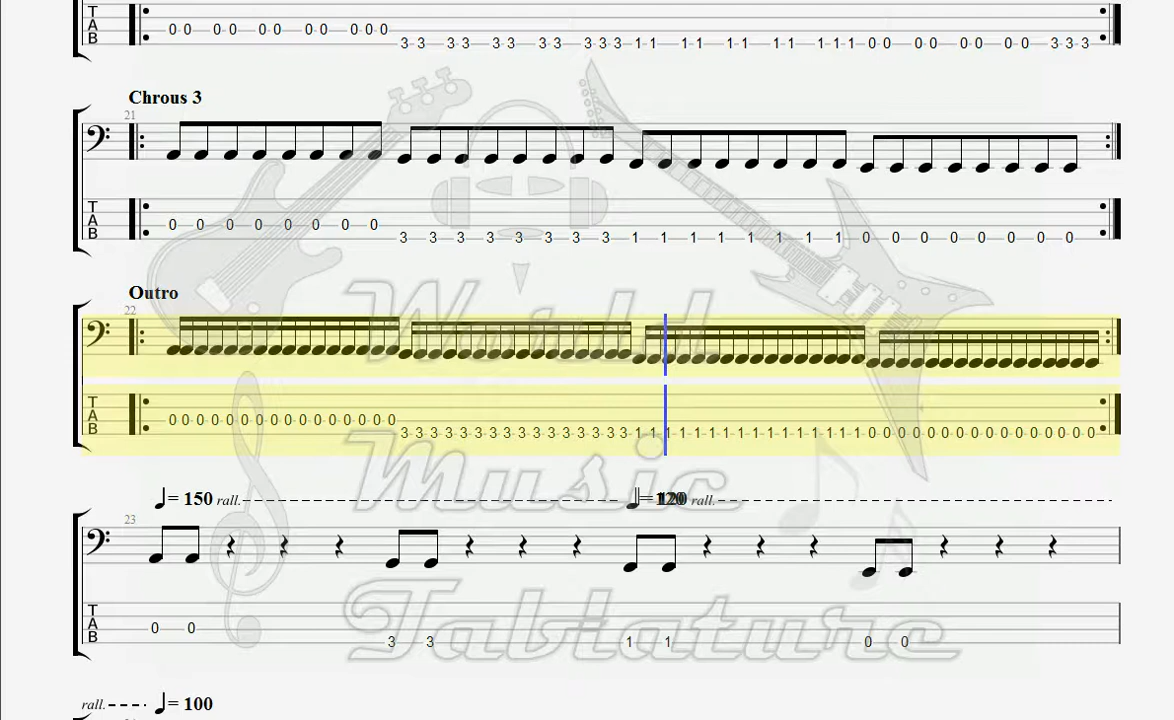 T
A
B
0 0 0 0 0 0 0 0 0 0 0
3 3 3 3 3 3 3 3 3 3 3 1 1 1 1 1 1 1 1 1 1 1 0 0 0 0 0 0 0 0 3 3 3
Chrous 3
21
T
A
B
0 0 0 0 0 0 0 0
3 3 3 3 3 3 3 3 1 1 1 1 1 1 1 1 0 0 0 0 0 0 0 0
World
Outro
22
T
A
B
0 0 0 0 0 0 0 0 0 0 0 0 0 0 0 0
3 3 3 3 3 3 3 3 3 3 3 3 3 3 3 3 1 1 1 1 1 1 1 1 1 1 1 1 1 1 1 1 0 0 0 0 0 0 0 0 0 0 0 0 0 0 0 0
Music
= 150 rall. = 120 rall.
23
T
A
B
0 0
3 3 1 1 0 0
Tablature
rall. = 100